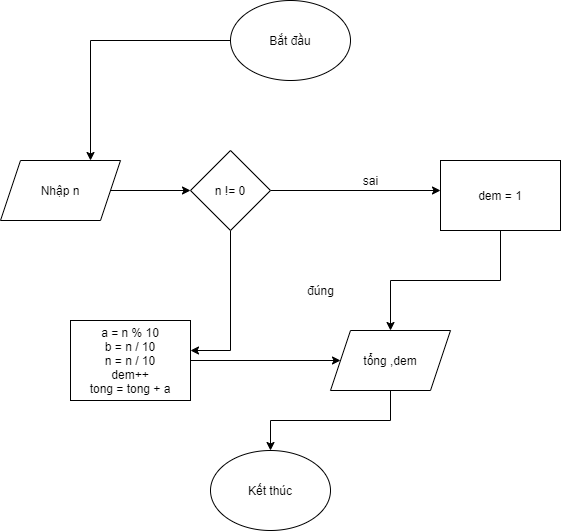 Bắt đầu
Nhập n
n != 0
sai
dem = 1
đúng
a = n % 10
b = n / 10
n = n / 10
dem++
tong = tong + a
tổng ,dem
Kết thúc